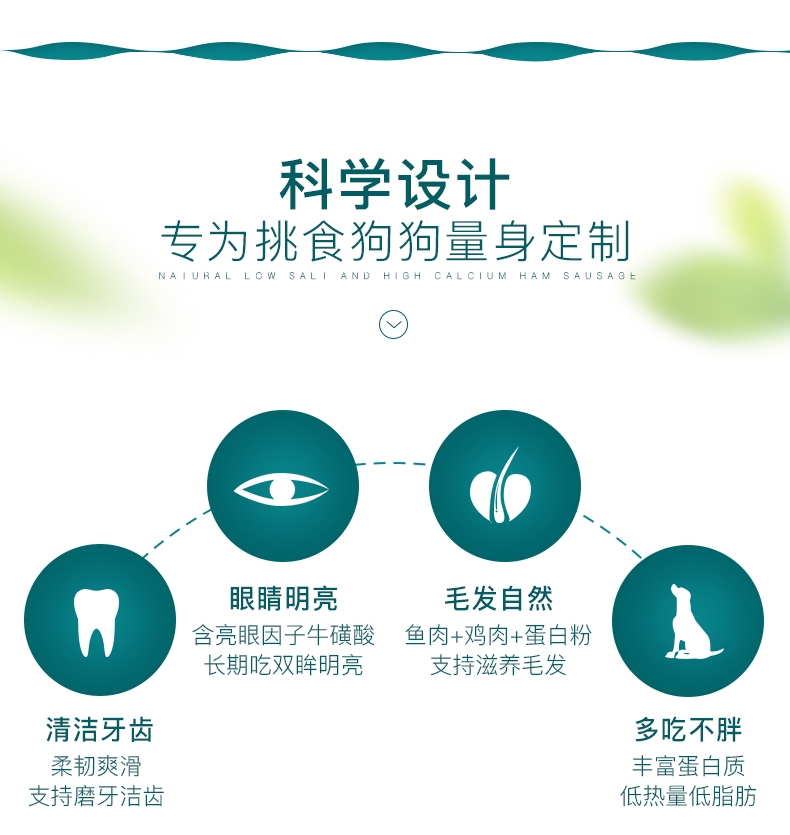 科学设计
专为挑食狗狗量身定制
NATURAL LOW SALT AND HIGH CALCIUM HAM SAUSAGE
眼睛明亮
含亮眼因子牛磺酸
长期吃双眸明亮
毛发自然
鱼肉+鸡肉+蛋白粉
支持滋养毛发
清洁牙齿
柔韧爽滑
支持磨牙洁齿
多吃不胖
丰富蛋白质
低热量低脂肪